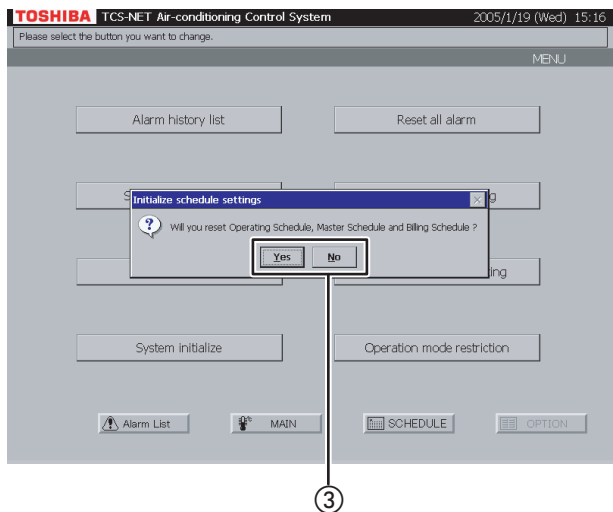 TOSHIBA TCS-NET Air-conditioning Control System 2005/1/19 (Wed) 15:16
Please select the button you want to change.
MENU
Alarm history list Reset all alarm
S g
Initialize schedule settings
Will you reset Operating Schedule, Master Schedule and Billing Schedule ?
Yes No
ing
System initialize Operation mode restriction
Alarm List MAIN SCHEDULE OPTION
③